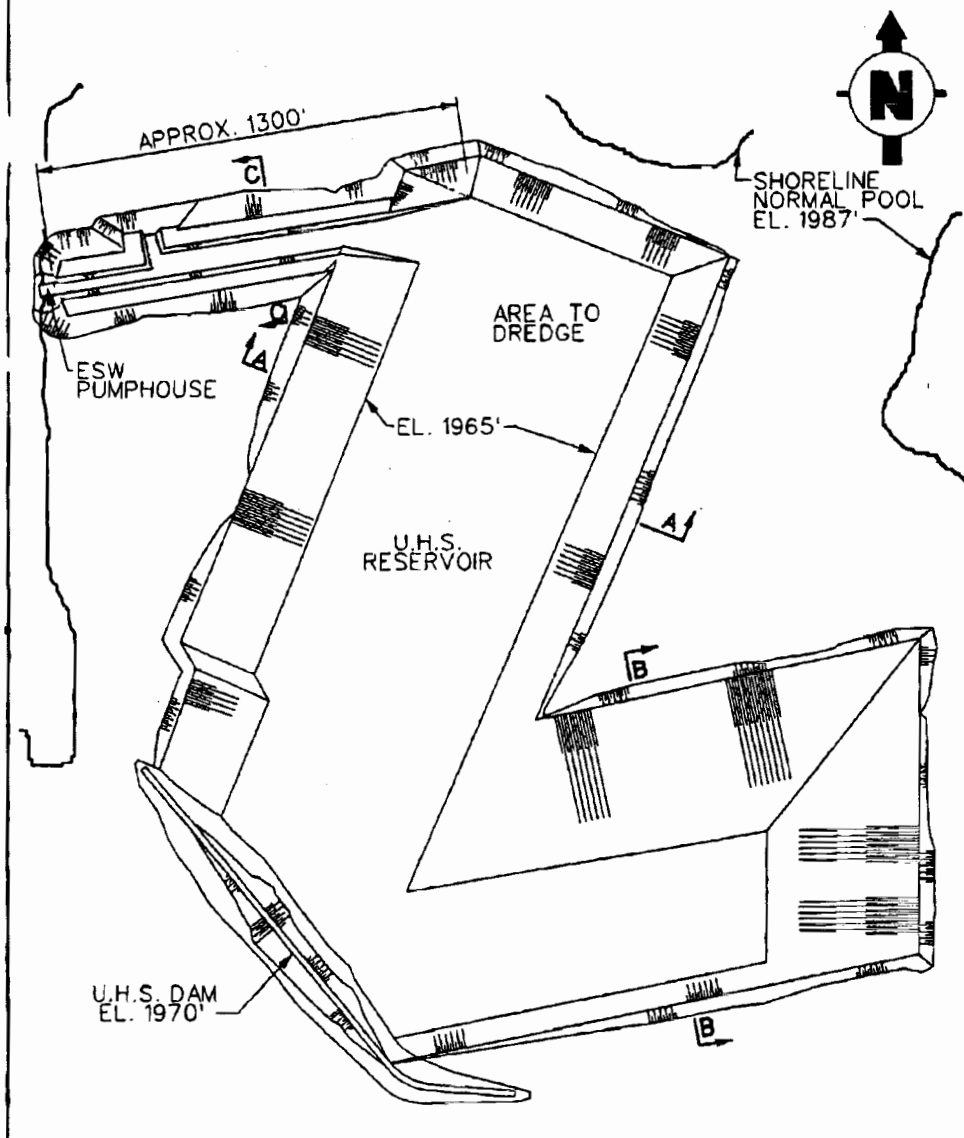 N
APPROX. 1300'
C
SHORELINE
NORMAL POOL
EL. 1987'
AREA TO
DREDGE
A
ESW
PUMPHOUSE
EL. 1965'
A
U.H.S.
RESERVOIR
B
U.H.S. DAM
EL. 1970'
B